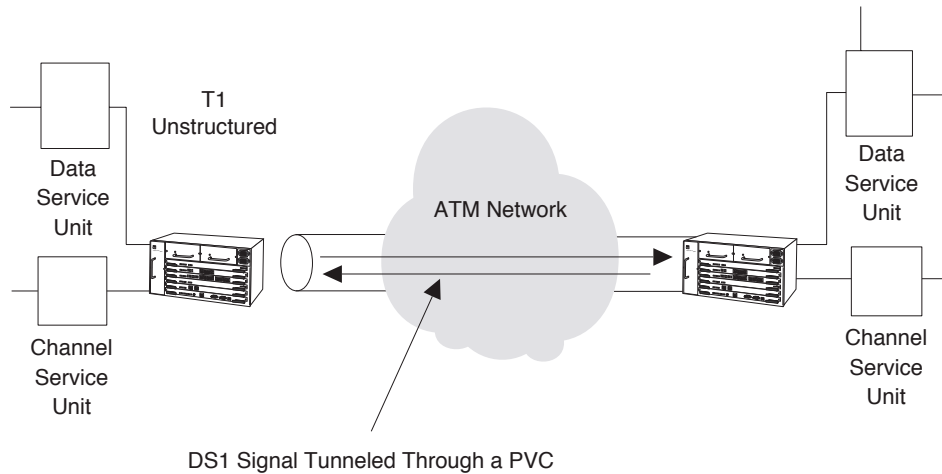 T1
Unstructured
Data
Service
Unit
Data
Service
Unit
ATM Network
Channel
Service
Unit
Channel
Service
Unit
DS1 Signal Tunneled Through a PVC